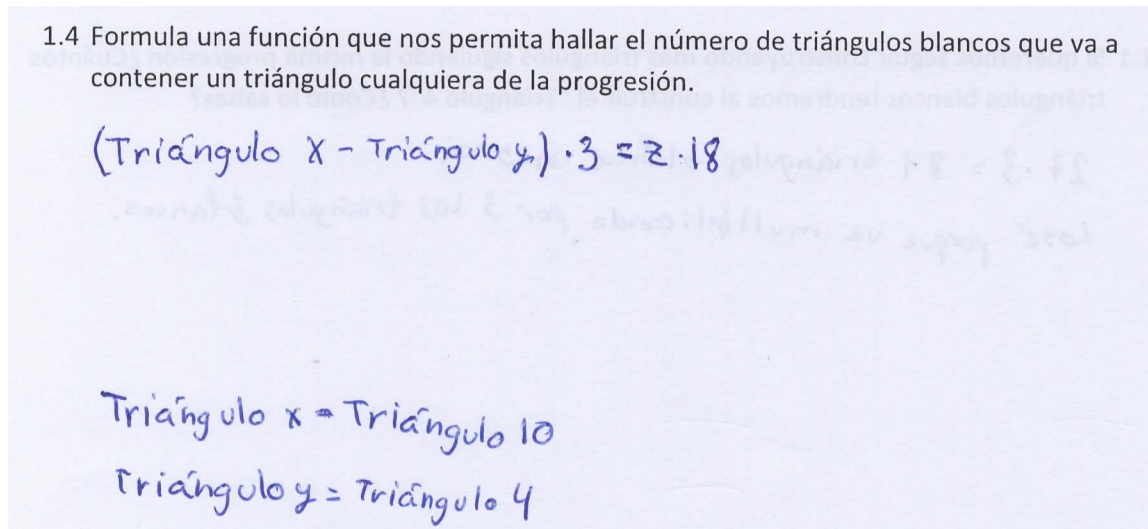 1.4 Formula una función que nos permita hallar el número de triángulos blancos que va a
contener un triángulo cualquiera de la progresión.
(Triángulo X - Triángulo y) · 3 = z · 18
Triángulo x = Triángulo 10
Triángulo y = Triángulo 4